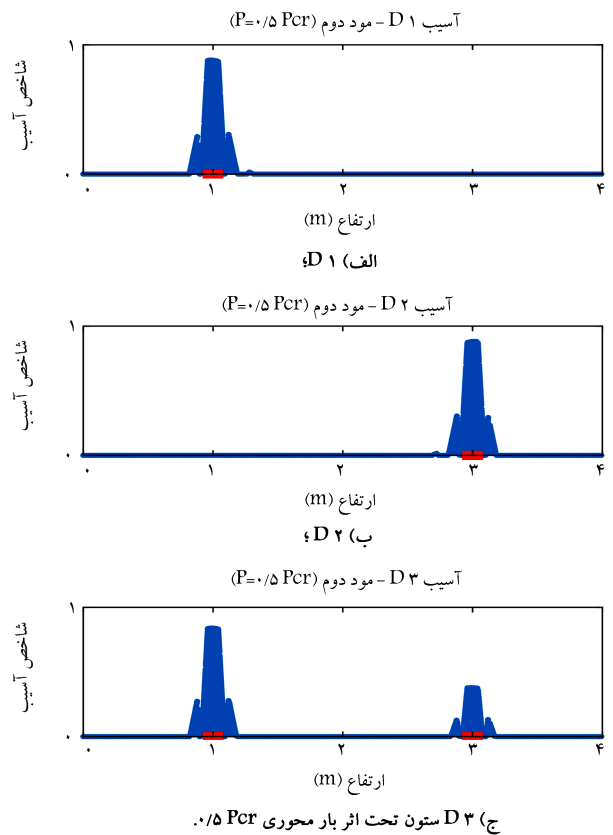 آسیب D ۱ – مود دوم (P=۰/۵ Pcr)
۱
شاخص آسیب
۰
۰ ۱ ۲ ۳ ۴
ارتفاع (m)
الف) D ۱؛
آسیب D ۲ – مود دوم (P=۰/۵ Pcr)
۱
شاخص آسیب
۰
۰ ۱ ۲ ۳ ۴
ارتفاع (m)
ب) D ۲ ؛
آسیب D ۳ – مود دوم (P=۰/۵ Pcr)
۱
شاخص آسیب
۰
۰ ۱ ۲ ۳ ۴
ارتفاع (m)
ج) D ۳ ستون تحت اثر بار محوری ۰/۵ Pcr.